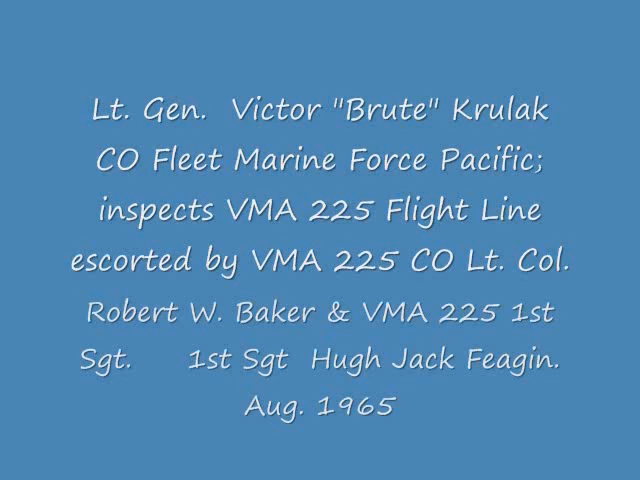 Lt. Gen. Victor "Brute" Krulak
CO Fleet Marine Force Pacific;
inspects VMA 225 Flight Line
escorted by VMA 225 CO Lt. Col.
Robert W. Baker & VMA 225 1st
Sgt. 1st Sgt Hugh Jack Feagin.
Aug. 1965